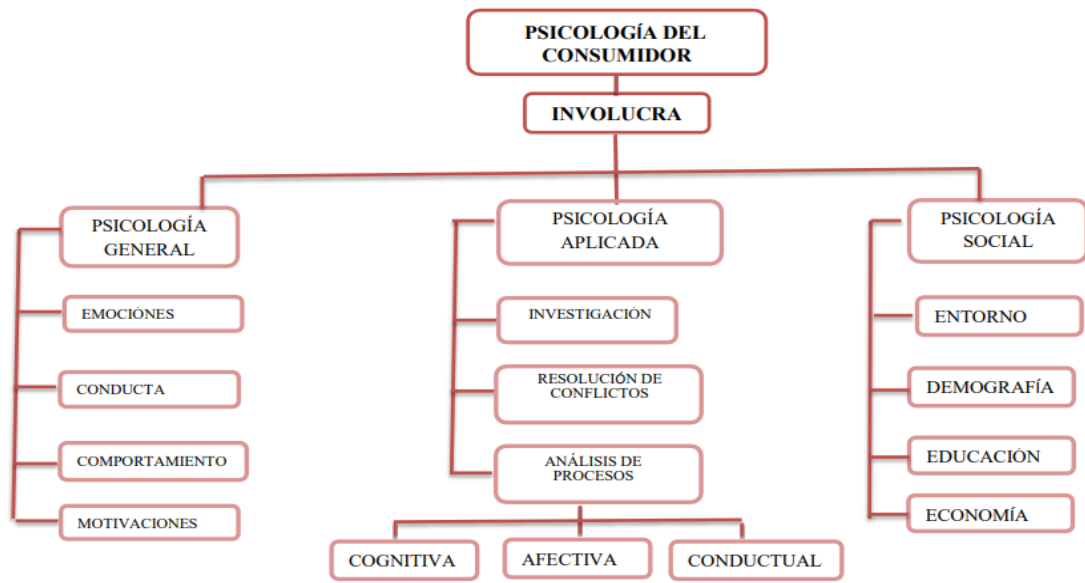 PSICOLOGÍA DEL
CONSUMIDOR
INVOLUCRA
PSICOLOGÍA
GENERAL
EMOCIÓNES
CONDUCTA
COMPORTAMIENTO
MOTIVACIONES
PSICOLOGÍA
APLICADA
INVESTIGACIÓN
RESOLUCIÓN DE
CONFLICTOS
ANÁLISIS DE
PROCESOS
COGNITIVA
AFECTIVA
CONDUCTUAL
PSICOLOGÍA
SOCIAL
ENTORNO
DEMOGRAFÍA
EDUCACIÓN
ECONOMÍA